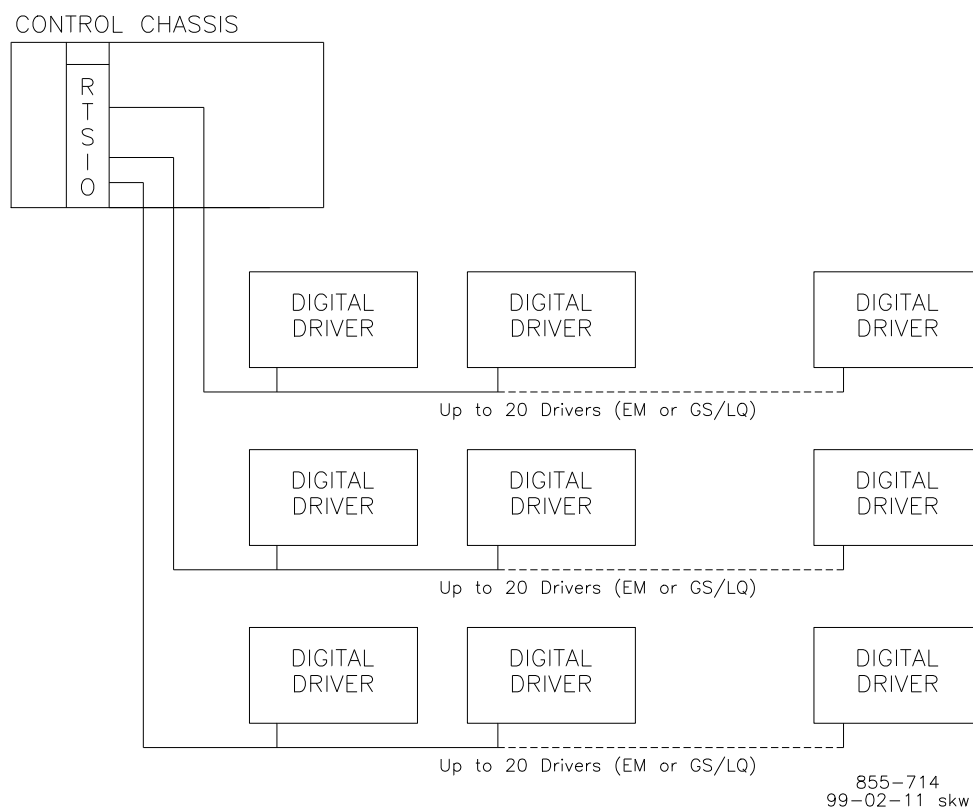 CONTROL CHASSIS
R
T
S
I
O
DIGITAL
DRIVER
DIGITAL
DRIVER
DIGITAL
DRIVER
Up to 20 Drivers (EM or GS/LQ)
DIGITAL
DRIVER
DIGITAL
DRIVER
DIGITAL
DRIVER
Up to 20 Drivers (EM or GS/LQ)
DIGITAL
DRIVER
DIGITAL
DRIVER
DIGITAL
DRIVER
Up to 20 Drivers (EM or GS/LQ)
855-714
99-02-11 skw